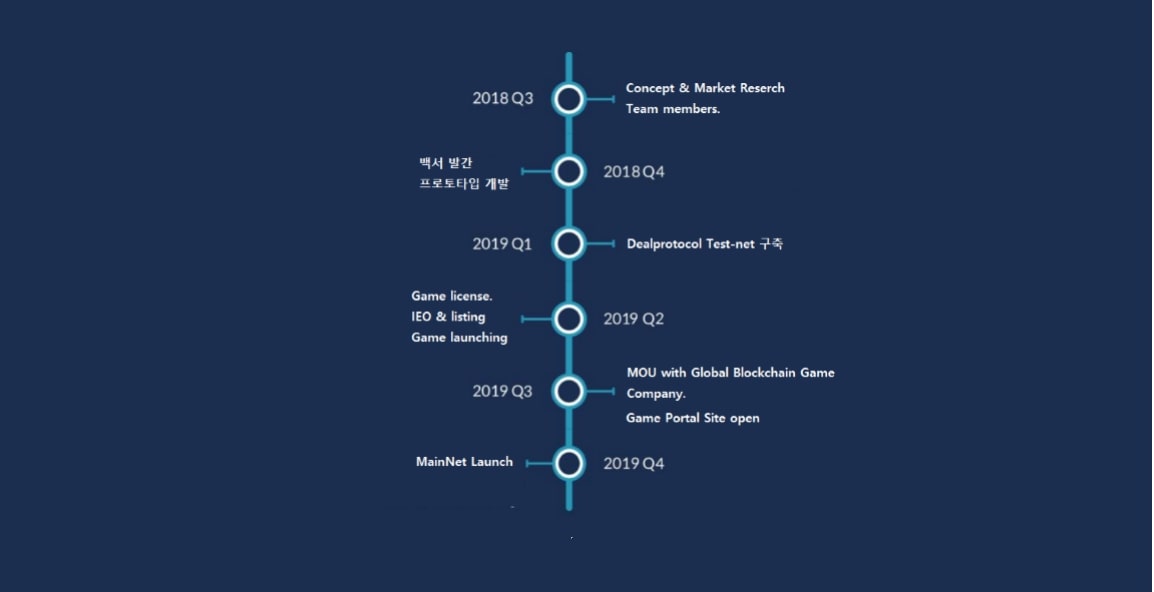 2018 Q3
Concept & Market Reserch
Team members.
백서 발간
프로토타입 개발
2018 Q4
2019 Q1
Dealprotocol Test-net 구축
Game license.
IEO & listing
Game launching
2019 Q2
2019 Q3
MOU with Global Blockchain Game
Company.
Game Portal Site open
MainNet Launch
2019 Q4